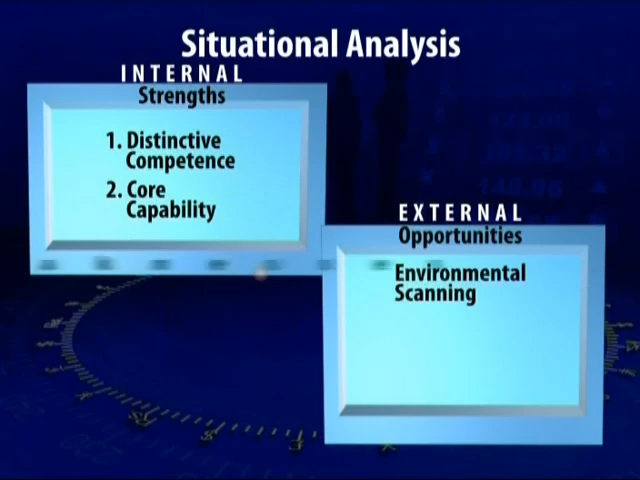 Situational Analysis
INTERNAL
Strengths
1. Distinctive
Competence
2. Core
Capability
EXTERNAL
Opportunities
Environmental
Scanning